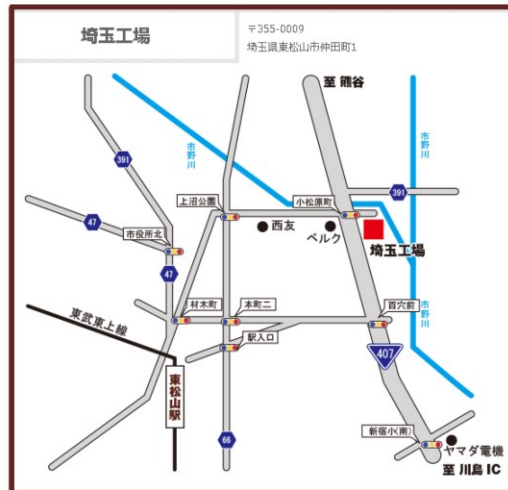 埼玉工場
〒355-0009
埼玉県東松山市仲田町1
至 熊谷
391
市野川
市野川
391
上沼公園
小松原町
47
市役所北
西友
ベルク
埼玉工場
47
市野川
東武東上線
材木町
本町二
百穴前
駅入口
407
東松山駅
66
新宿小(南)
ヤマダ電機
至 川島 IC